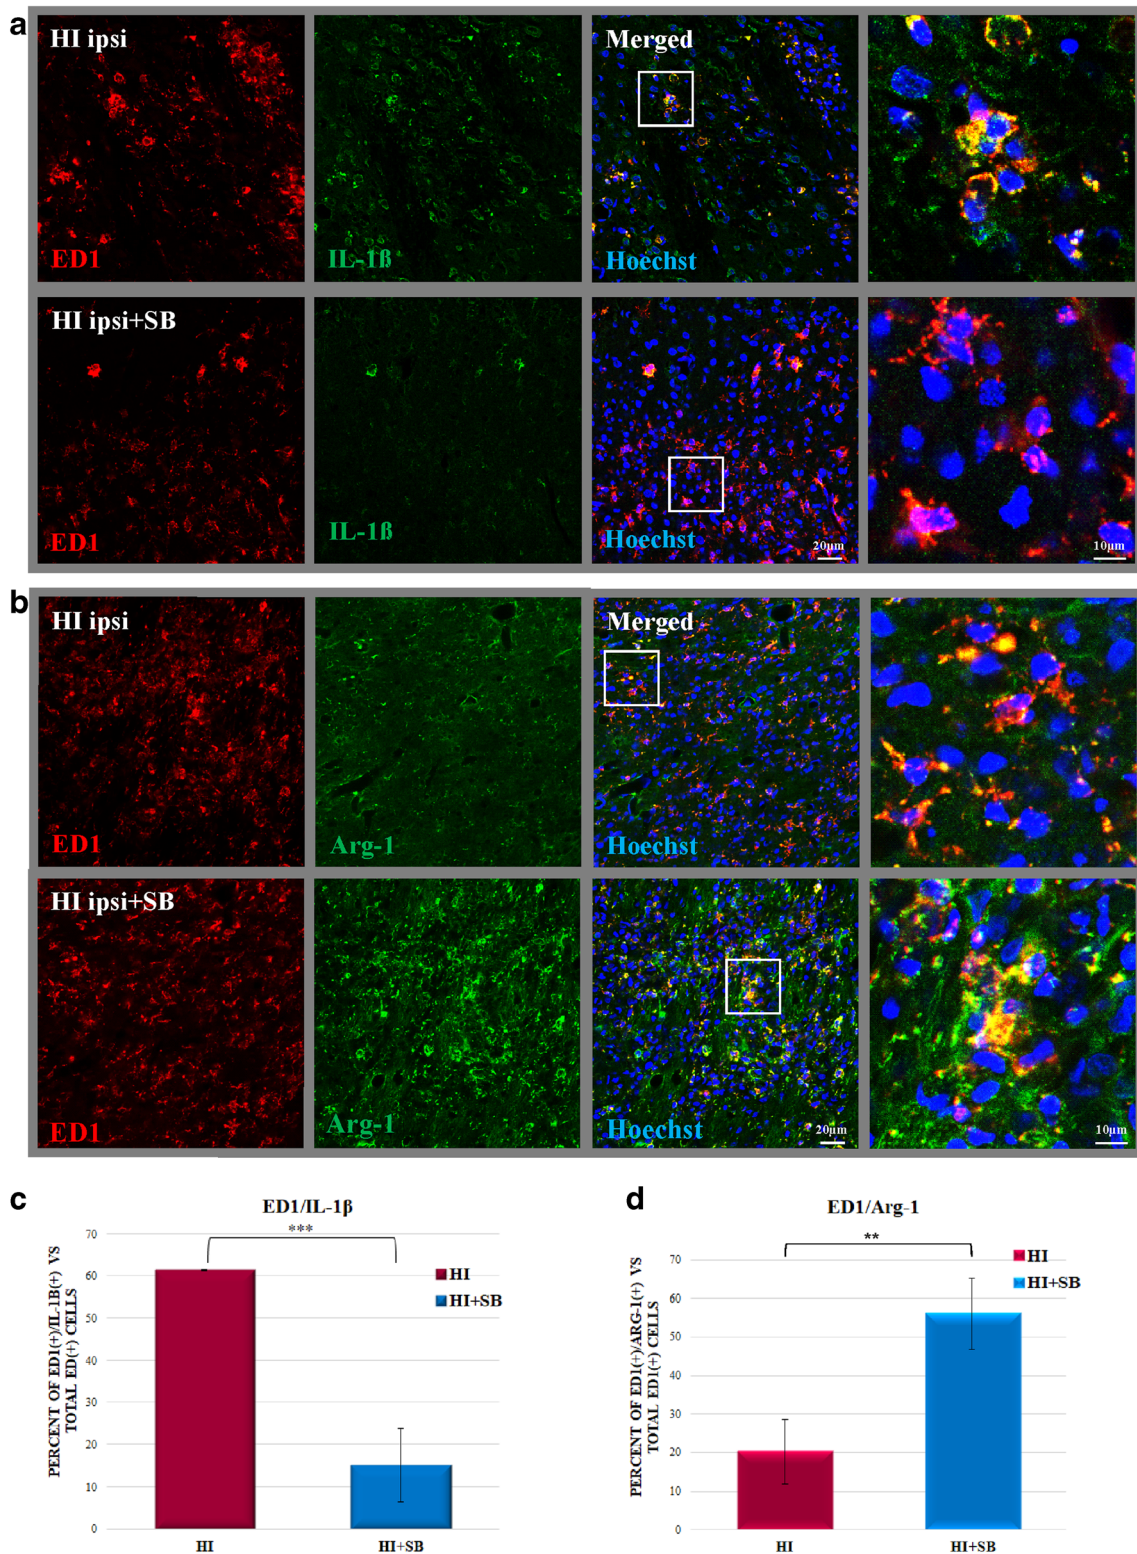 a
HI ipsi
Merged
ED1
IL-1ß
Hoechst
HI ipsi+SB
ED1
IL-1ß
Hoechst
20µm
10µm
b
HI ipsi
Merged
ED1
Arg-1
Hoechst
HI ipsi+SB
ED1
Arg-1
Hoechst
20µm
10µm
c
ED1/IL-1β
***
PERCENT OF ED1(+)/IL-1B(+) VS
TOTAL ED(+) CELLS
70
60
50
40
30
20
10
0
HI
HI+SB
HI
HI+SB
d
ED1/Arg-1
**
PERCENT OF ED1(+)/ARG-1(+) VS
TOTAL ED1(+) CELLS
70
60
50
40
30
20
10
0
HI
HI+SB
HI
HI+SB